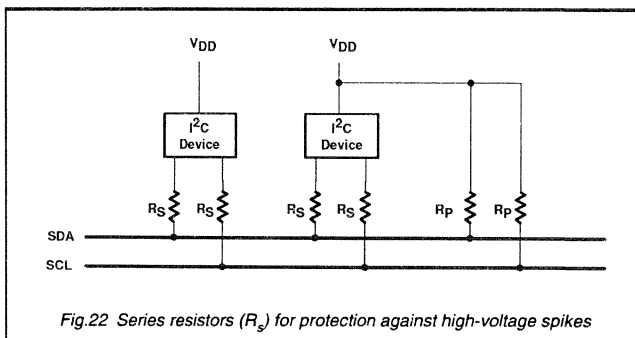 VDD VDD
I²C Device I²C Device
RS RS RS RS RP RP
SDA
SCL
Fig.22 Series resistors (Rs) for protection against high-voltage spikes